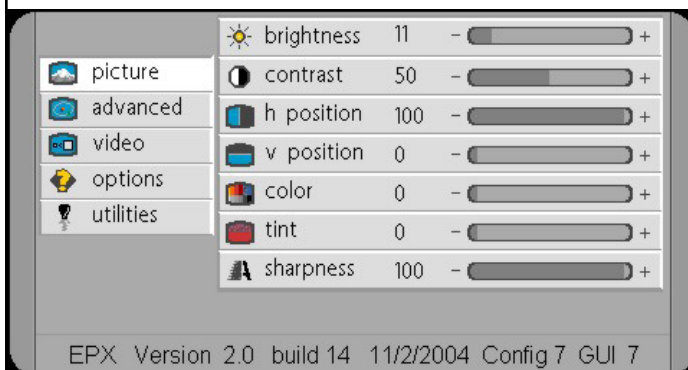 picture
advanced
video
options
utilities
brightness 11 - +
contrast 50 - +
h position 100 - +
v position 0 - +
color 0 - +
tint 0 - +
sharpness 100 - +
EPX Version 2.0 build 14 11/2/2004 Config 7 GUI 7